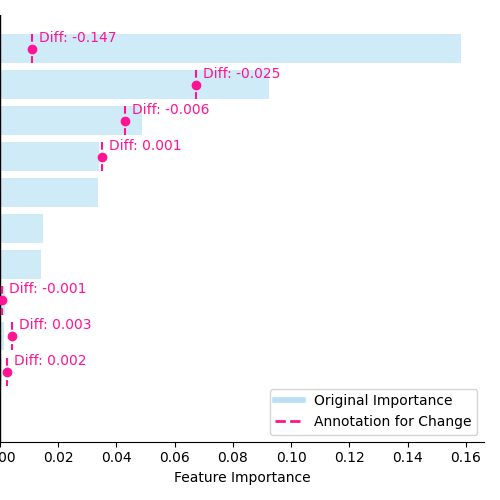 Diff: -0.147
Diff: -0.025
Diff: -0.006
Diff: 0.001
Diff: -0.001
Diff: 0.003
Diff: 0.002
Original Importance
Annotation for Change
00 0.02 0.04 0.06 0.08 0.10 0.12 0.14 0.16
Feature Importance